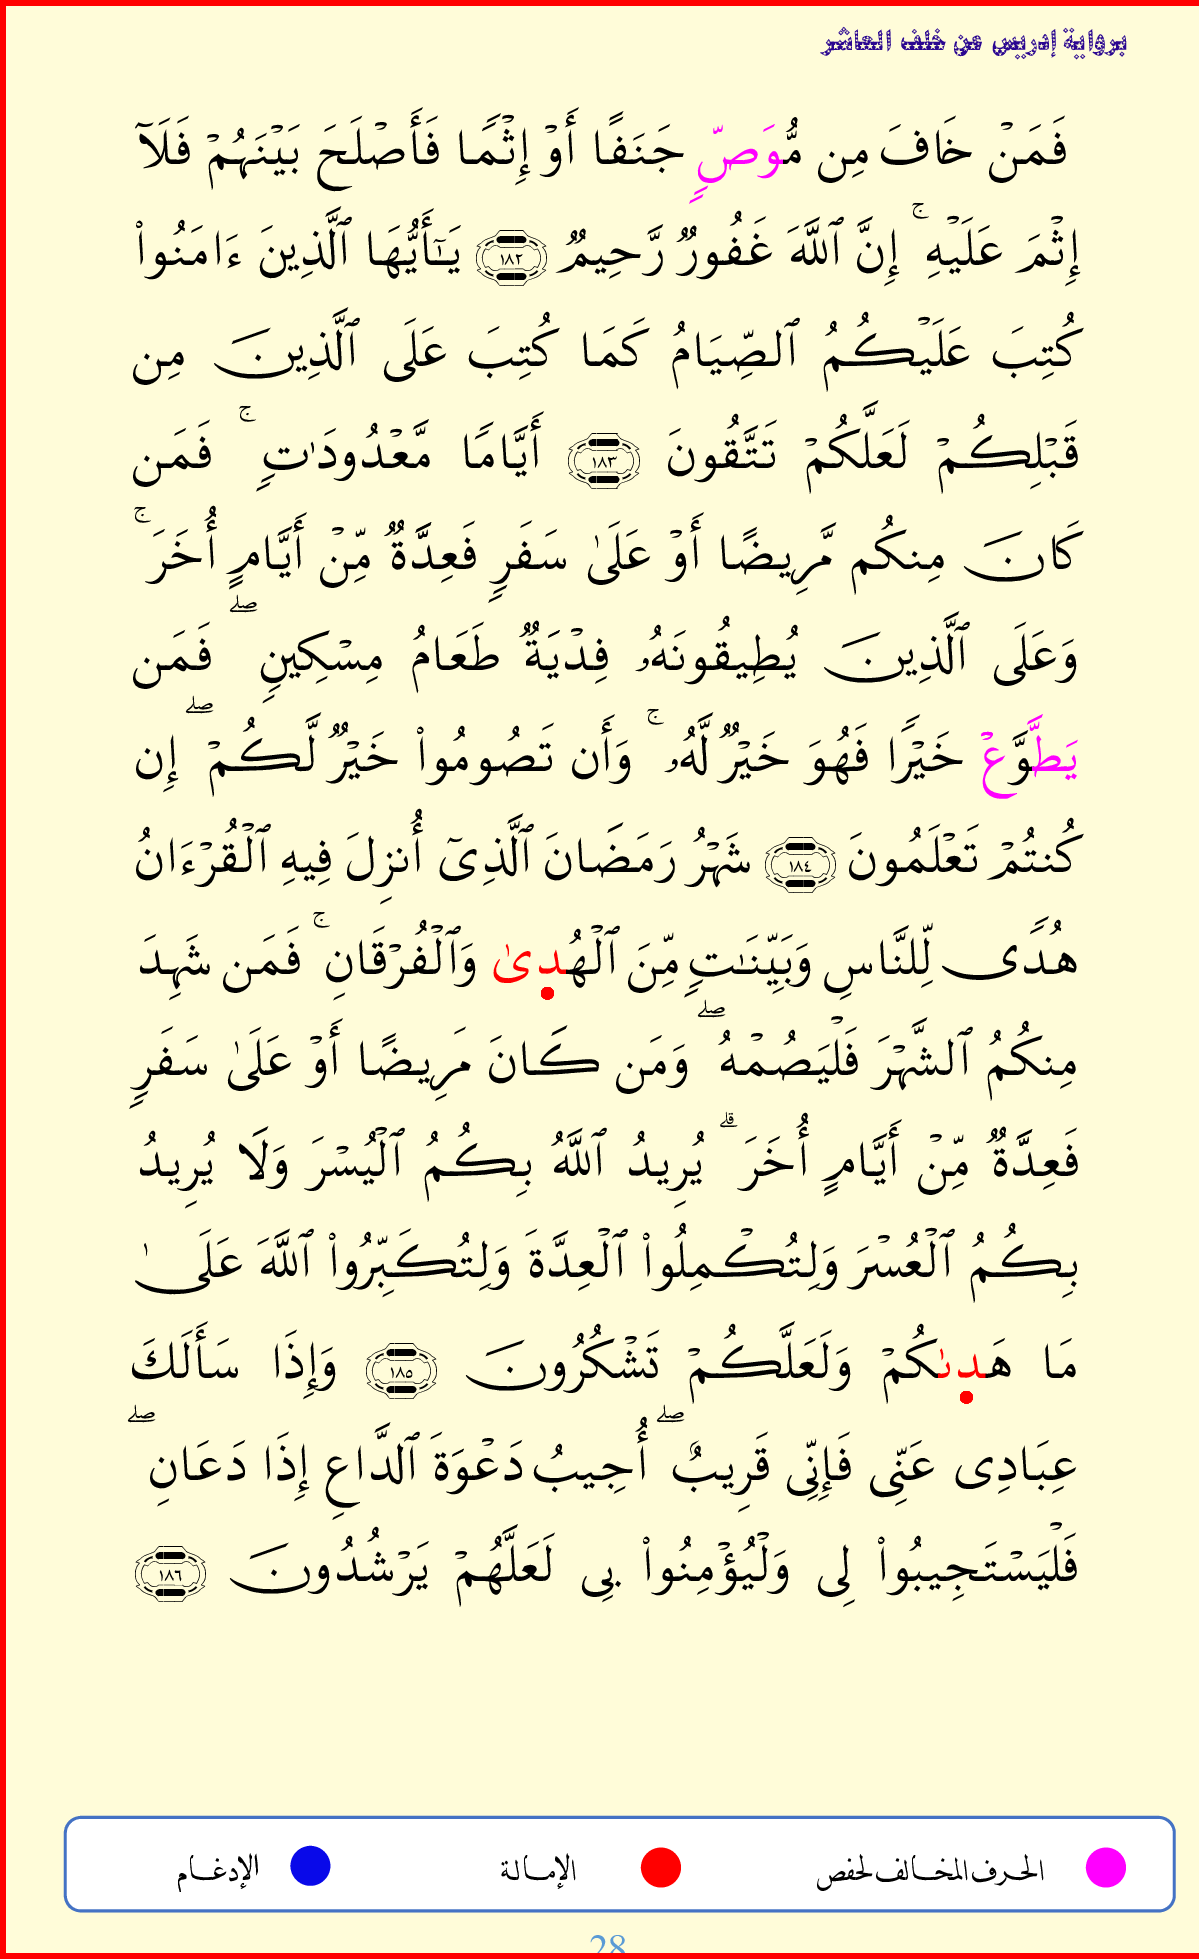 برواية إدريس عن خلف العاشر
فَمَنۡ خَافَ مِن مُّوَصّٖ جَنَفًا أَوۡ إِثۡمٗا فَأَصۡلَحَ بَيۡنَهُمۡ فَلَآ
إِثۡمَ عَلَيۡهِۚ إِنَّ ٱللَّهَ غَفُورٞ رَّحِيمٞ ١٨٢ يَـٰٓأَيُّهَا ٱلَّذِينَ ءَامَنُواْ
كُتِبَ عَلَيۡكُمُ ٱلصِّيَامُ كَمَا كُتِبَ عَلَى ٱلَّذِينَ مِن
قَبۡلِكُمۡ لَعَلَّكُمۡ تَتَّقُونَ ١٨٣ أَيَّامٗا مَّعۡدُودَٰتٖۚ فَمَن
كَانَ مِنكُم مَّرِيضًا أَوۡ عَلَىٰ سَفَرٖ فَعِدَّةٞ مِّنۡ أَيَّامٍ أُخَرَۚ
وَعَلَى ٱلَّذِينَ يُطِيقُونَهُۥ فِدۡيَةٞ طَعَامُ مِسۡكِينٖۖ فَمَن
يَطَّوَّعۡ خَيۡرٗا فَهُوَ خَيۡرٞ لَّهُۥۚ وَأَن تَصُومُواْ خَيۡرٞ لَّكُمۡۖ إِن
كُنتُمۡ تَعۡلَمُونَ ١٨٤ شَهۡرُ رَمَضَانَ ٱلَّذِىٓ أُنزِلَ فِيهِ ٱلۡقُرۡءَانُ
هُدٗى لِّلنَّاسِ وَبَيِّنَـٰتٖ مِّنَ ٱلۡهُدٜىٰ وَٱلۡفُرۡقَانِۚ فَمَن شَهِدَ
مِنكُمُ ٱلشَّهۡرَ فَلۡيَصُمۡهُۖ وَمَن كَانَ مَرِيضًا أَوۡ عَلَىٰ سَفَرٖ
فَعِدَّةٞ مِّنۡ أَيَّامٍ أُخَرَۗ يُرِيدُ ٱللَّهُ بِكُمُ ٱلۡيُسۡرَ وَلَا يُرِيدُ
بِكُمُ ٱلۡعُسۡرَ وَلِتُكۡمِلُواْ ٱلۡعِدَّةَ وَلِتُكَبِّرُواْ ٱللَّهَ عَلَىٰ
مَا هَدٜىٰكُمۡ وَلَعَلَّكُمۡ تَشۡكُرُونَ ١٨٥ وَإِذَا سَأَلَكَ
عِبَادِى عَنِّى فَإِنِّى قَرِيبٌۖ أُجِيبُ دَعۡوَةَ ٱلدَّاعِ إِذَا دَعَانِۖ
فَلۡيَسۡتَجِيبُواْ لِى وَلۡيُؤۡمِنُواْ بِى لَعَلَّهُمۡ يَرۡشُدُونَ ١٨٦
الحرف المخالف لحفص الإمالة الإدغام
28